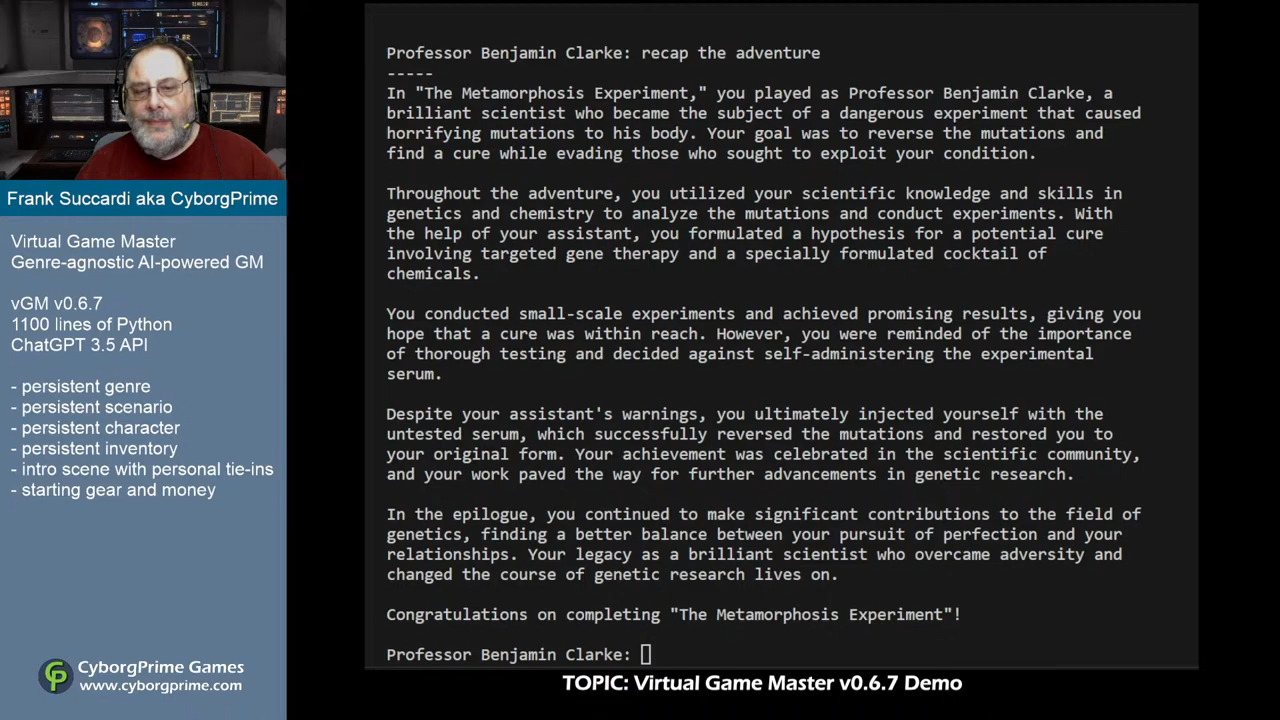 Professor Benjamin Clarke: recap the adventure
-----
In "The Metamorphosis Experiment," you played as Professor Benjamin Clarke, a
brilliant scientist who became the subject of a dangerous experiment that caused
horrifying mutations to his body. Your goal was to reverse the mutations and
find a cure while evading those who sought to exploit your condition.
Throughout the adventure, you utilized your scientific knowledge and skills in
genetics and chemistry to analyze the mutations and conduct experiments. With
the help of your assistant, you formulated a hypothesis for a potential cure
involving targeted gene therapy and a specially formulated cocktail of
chemicals.
You conducted small-scale experiments and achieved promising results, giving you
hope that a cure was within reach. However, you were reminded of the importance
of thorough testing and decided against self-administering the experimental
serum.
Despite your assistant's warnings, you ultimately injected yourself with the
untested serum, which successfully reversed the mutations and restored you to
your original form. Your achievement was celebrated in the scientific community,
and your work paved the way for further advancements in genetic research.
In the epilogue, you continued to make significant contributions to the field of
genetics, finding a better balance between your pursuit of perfection and your
relationships. Your legacy as a brilliant scientist who overcame adversity and
changed the course of genetic research lives on.
Congratulations on completing "The Metamorphosis Experiment"!
Professor Benjamin Clarke:
Frank Succardi aka CyborgPrime
Virtual Game Master
Genre-agnostic AI-powered GM
vGM v0.6.7
1100 lines of Python
ChatGPT 3.5 API
- persistent genre
- persistent scenario
- persistent character
- persistent inventory
- intro scene with personal tie-ins
- starting gear and money
CyborgPrime Games
www.cyborgprime.com
TOPIC: Virtual Game Master v0.6.7 Demo